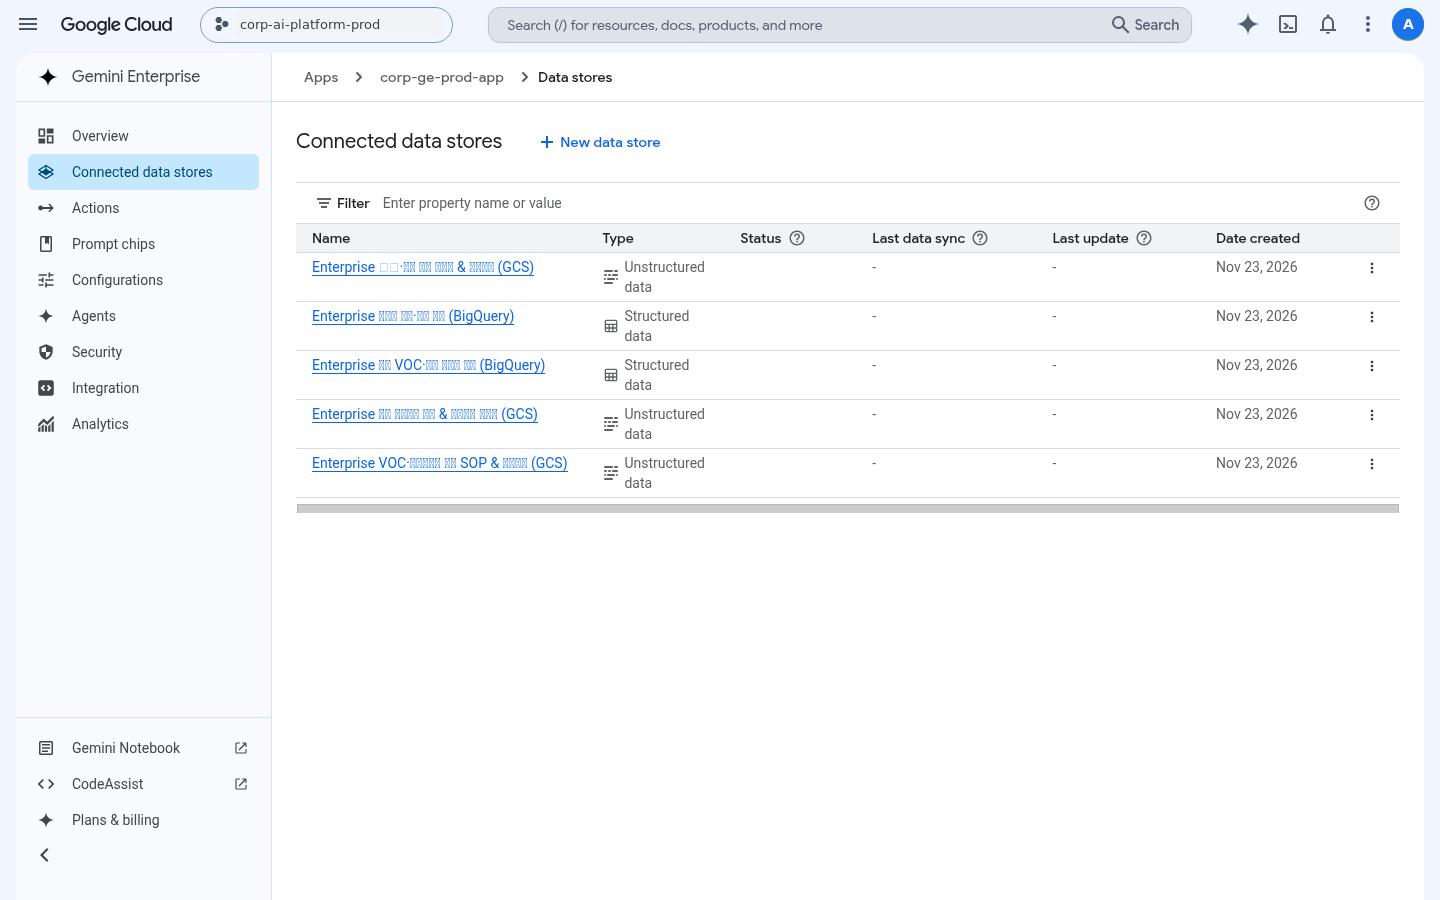 Google Cloud
corp-ai-platform-prod
Search (/) for resources, docs, products, and more
Search
A
Gemini Enterprise
Apps
corp-ge-prod-app
Data stores
Overview
Connected data stores
Actions
Prompt chips
Configurations
Agents
Security
Integration
Analytics
Gemini Notebook
CodeAssist
Plans & billing
Connected data stores
New data store
Filter
Enter property name or value
Name Type Status Last data sync Last update Date created
Enterprise & (GCS) Unstructured data - - Nov 23, 2026
Enterprise (BigQuery) Structured data - - Nov 23, 2026
Enterprise VOC· (BigQuery) Structured data - - Nov 23, 2026
Enterprise & (GCS) Unstructured data - - Nov 23, 2026
Enterprise VOC· SOP & (GCS) Unstructured data - - Nov 23, 2026